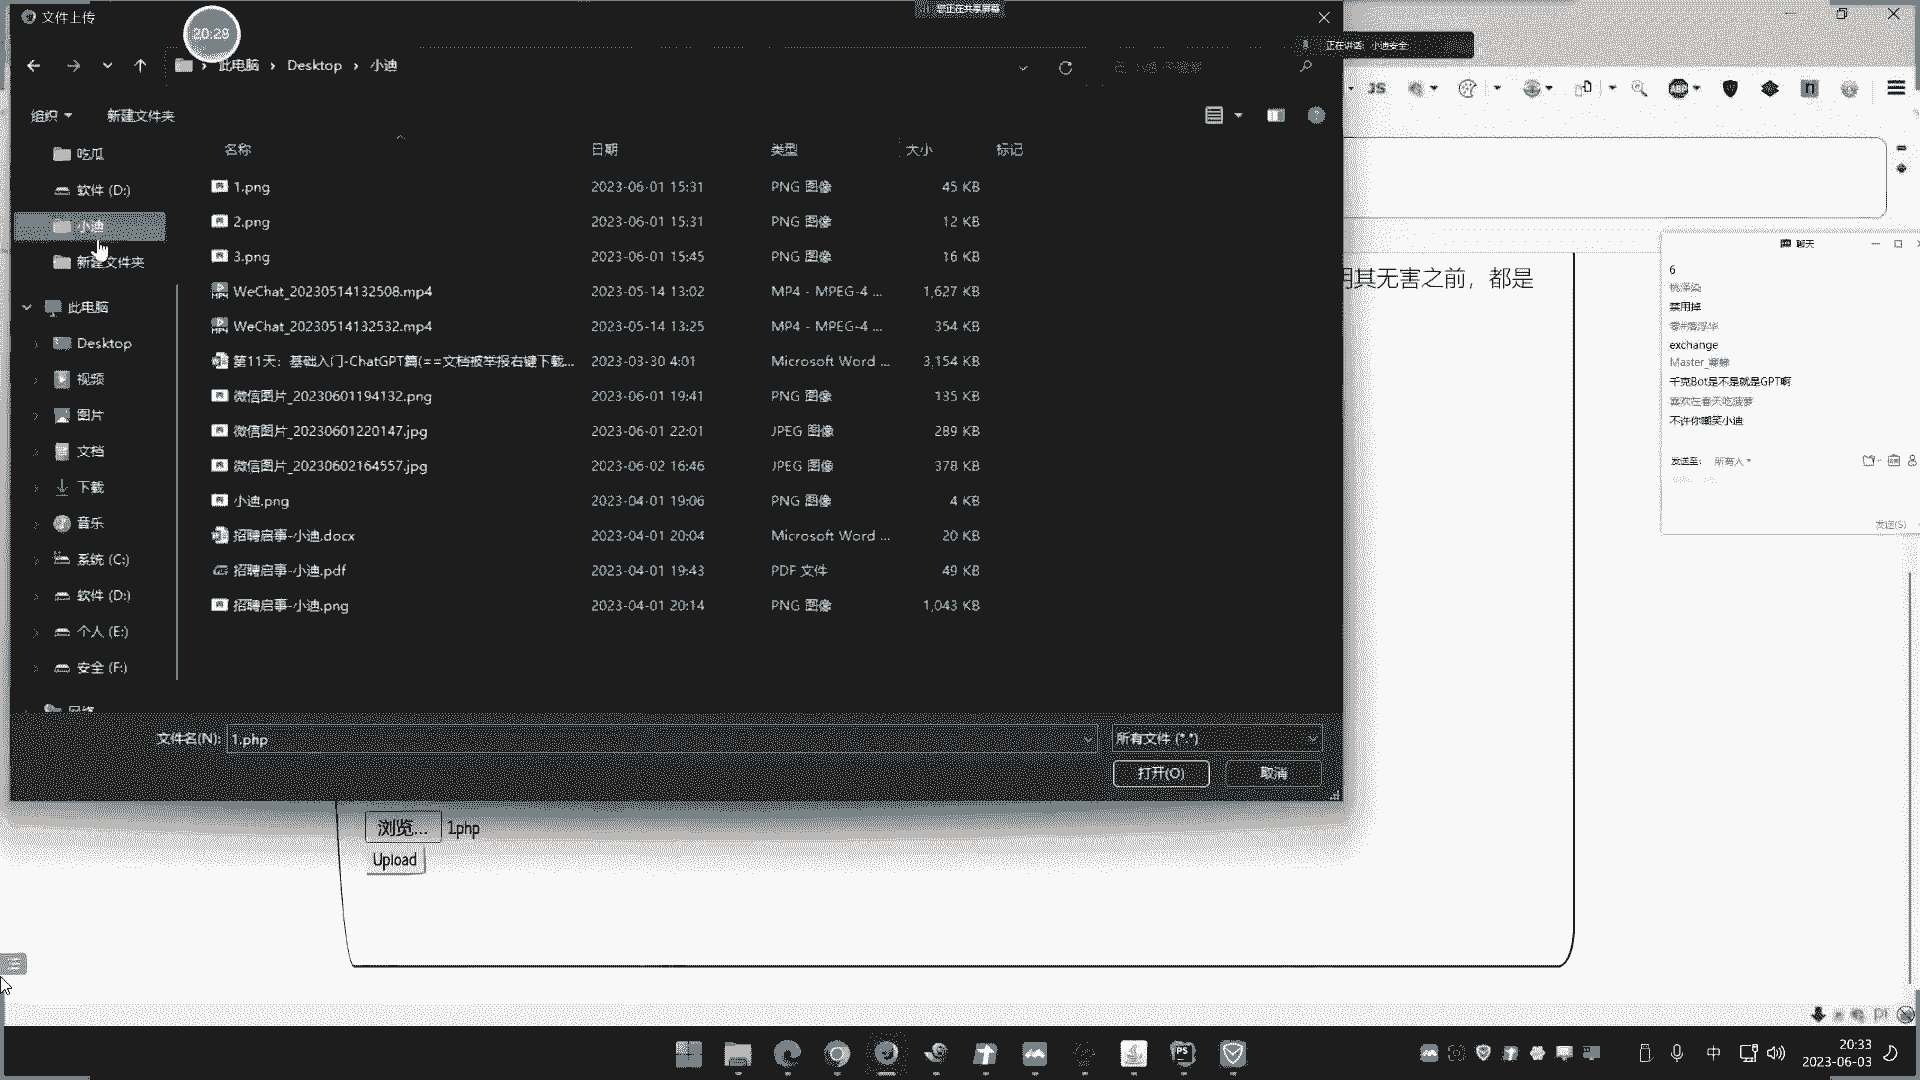 文件上传
20:29
您正在共享屏幕
正在讲话: 小迪安全
此电脑 > Desktop > 小迪
组织
新建文件夹
名称 日期 类型 大小 标记
吃瓜
软件 (D:)
小迪
新建文件夹
此电脑
Desktop
视频
图片
文档
下载
音乐
系统 (C:)
软件 (D:)
个人 (E:)
安全 (F:)
网络
1.png 2023-06-01 15:31 PNG 图像 45 KB
2.png 2023-06-01 15:31 PNG 图像 12 KB
3.png 2023-06-01 15:45 PNG 图像 16 KB
WeChat_20230514132508.mp4 2023-05-14 13:02 MP4 - MPEG-4 ... 1,627 KB
WeChat_20230514132532.mp4 2023-05-14 13:25 MP4 - MPEG-4 ... 354 KB
第11天：基础入门-ChatGPT篇(==文档被举报右键下载... 2023-03-30 4:01 Microsoft Word ... 3,154 KB
微信图片_20230601194132.png 2023-06-01 19:41 PNG 图像 135 KB
微信图片_20230601220147.jpg 2023-06-01 22:01 JPEG 图像 289 KB
微信图片_20230602164557.jpg 2023-06-02 16:46 JPEG 图像 378 KB
小迪.png 2023-04-01 19:06 PNG 图像 4 KB
招聘启事-小迪.docx 2023-04-01 20:04 Microsoft Word ... 20 KB
招聘启事-小迪.pdf 2023-04-01 19:43 PDF 文件 49 KB
招聘启事-小迪.png 2023-04-01 20:14 PNG 图像 1,043 KB
文件名(N): 1.php
所有文件 (*.*)
打开(O) 取消
JS
ABP
明其无害之前，都是
聊天
6
禁用掉
exchange
千克Bot是不是就是GPT啊
喜欢在春天吃菠萝
不许你嘲笑小迪
发送至: 所有人
发送(S)
浏览... 1.php
Upload
PS
中
20:33
2023-06-03